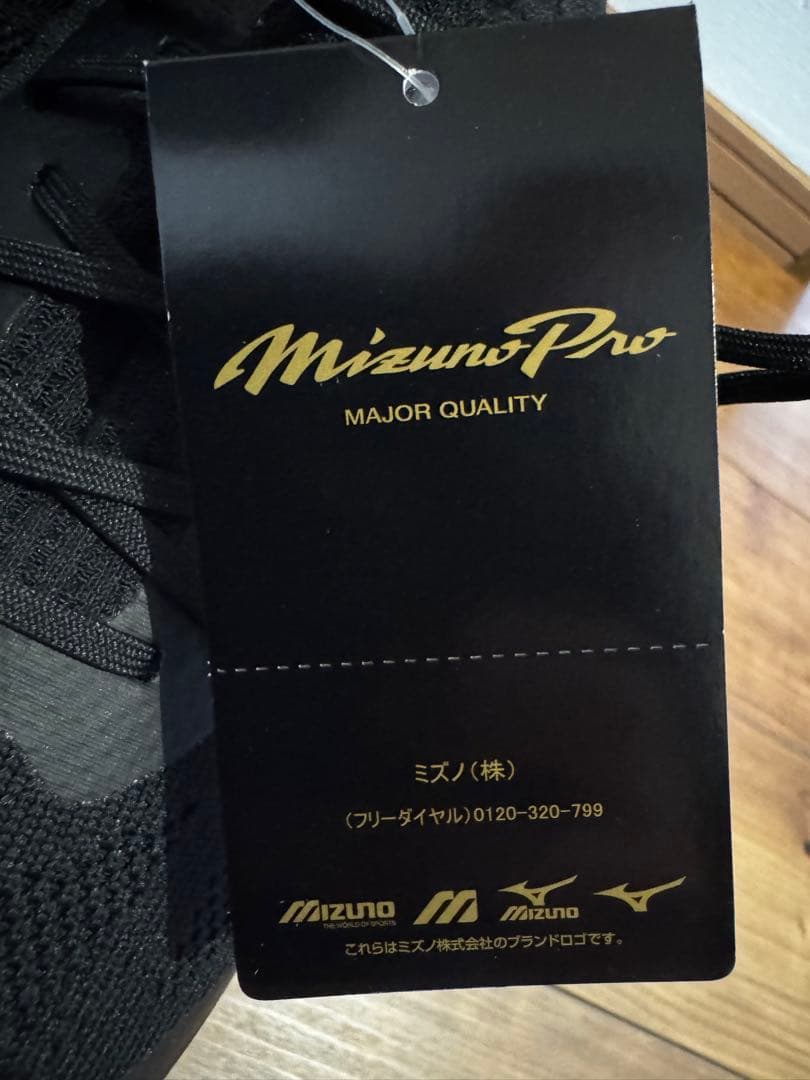 Mizuno Pro
MAJOR QUALITY
ミズノ(株)
(フリーダイヤル)0120-320-799
MIZUNO
THE WORLD OF SPORTS
MIZUNO
これらはミズノ株式会社のブランドロゴです。